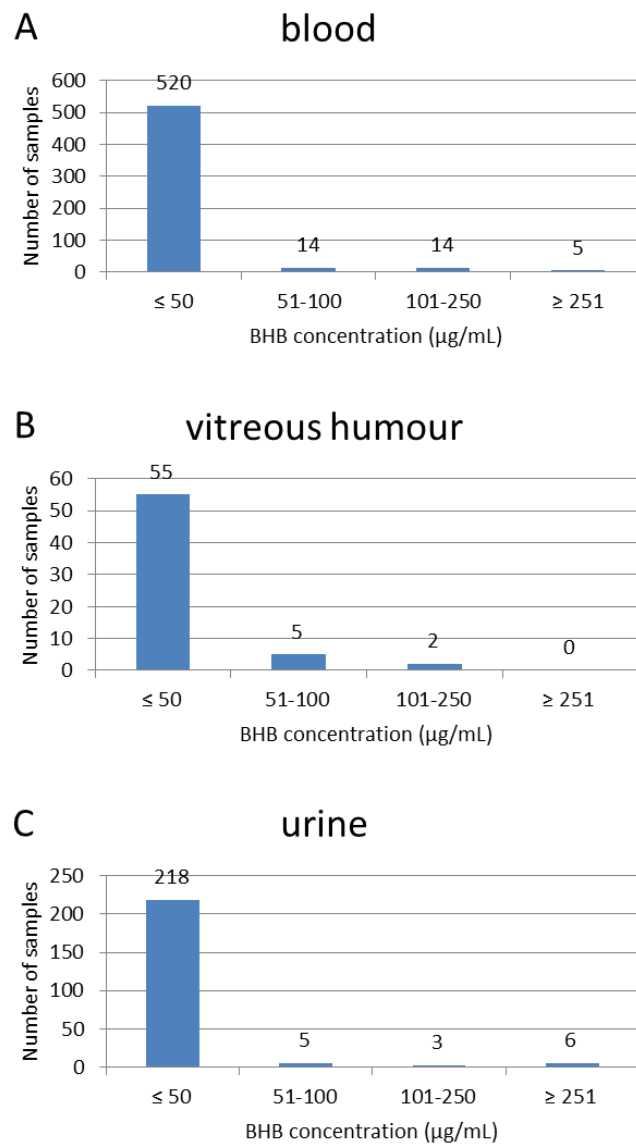 A blood
Number of samples
600
500
400
300
200
100
0
520
14
14
5
≤ 50 51-100 101-250 ≥ 251
BHB concentration (µg/mL)
B vitreous humour
Number of samples
60
50
40
30
20
10
0
55
5
2
0
≤ 50 51-100 101-250 ≥ 251
BHB concentration (µg/mL)
C urine
Number of samples
250
200
150
100
50
0
218
5
3
6
≤ 50 51-100 101-250 ≥ 251
BHB concentration (µg/mL)